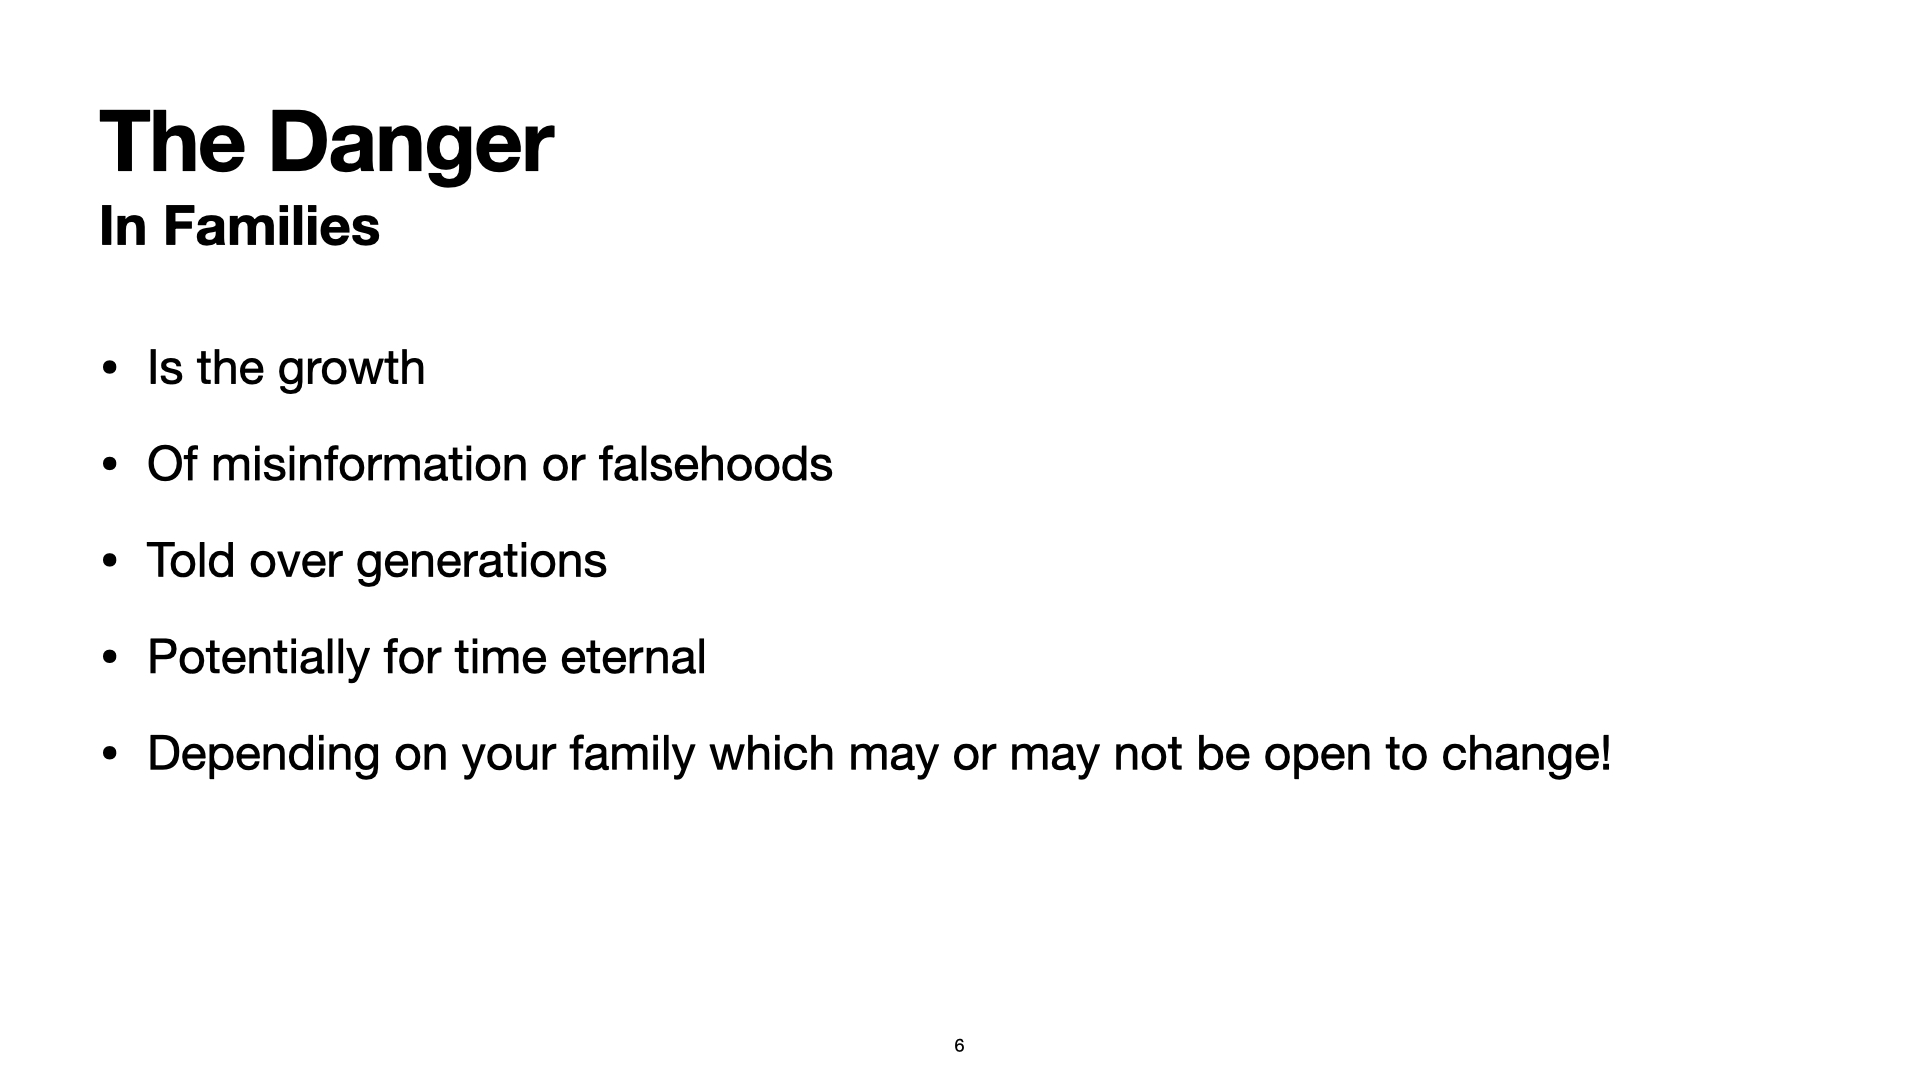 The Danger
In Families
• Is the growth
• Of misinformation or falsehoods
• Told over generations
• Potentially for time eternal
• Depending on your family which may or may not be open to change!
6